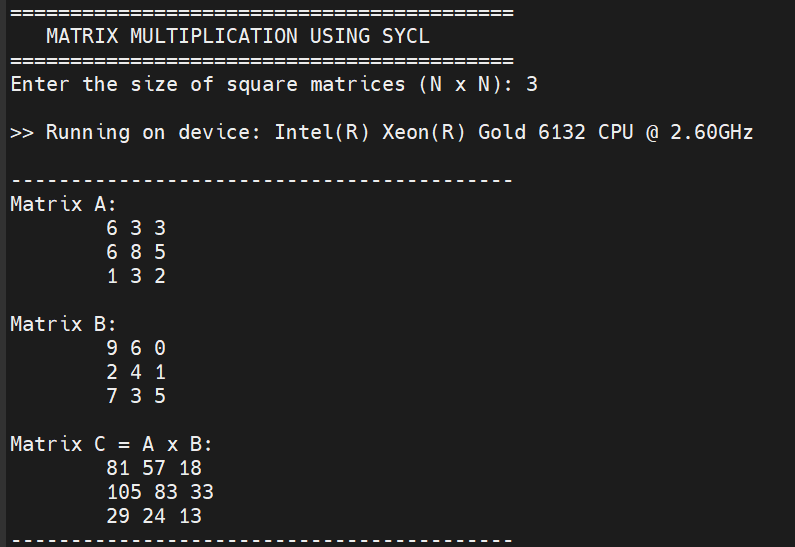 ==========================================
MATRIX MULTIPLICATION USING SYCL
==========================================
Enter the size of square matrices (N x N): 3
>> Running on device: Intel(R) Xeon(R) Gold 6132 CPU @ 2.60GHz
------------------------------------------
Matrix A:
6 3 3
6 8 5
1 3 2
Matrix B:
9 6 0
2 4 1
7 3 5
Matrix C = A x B:
81 57 18
105 83 33
29 24 13
------------------------------------------